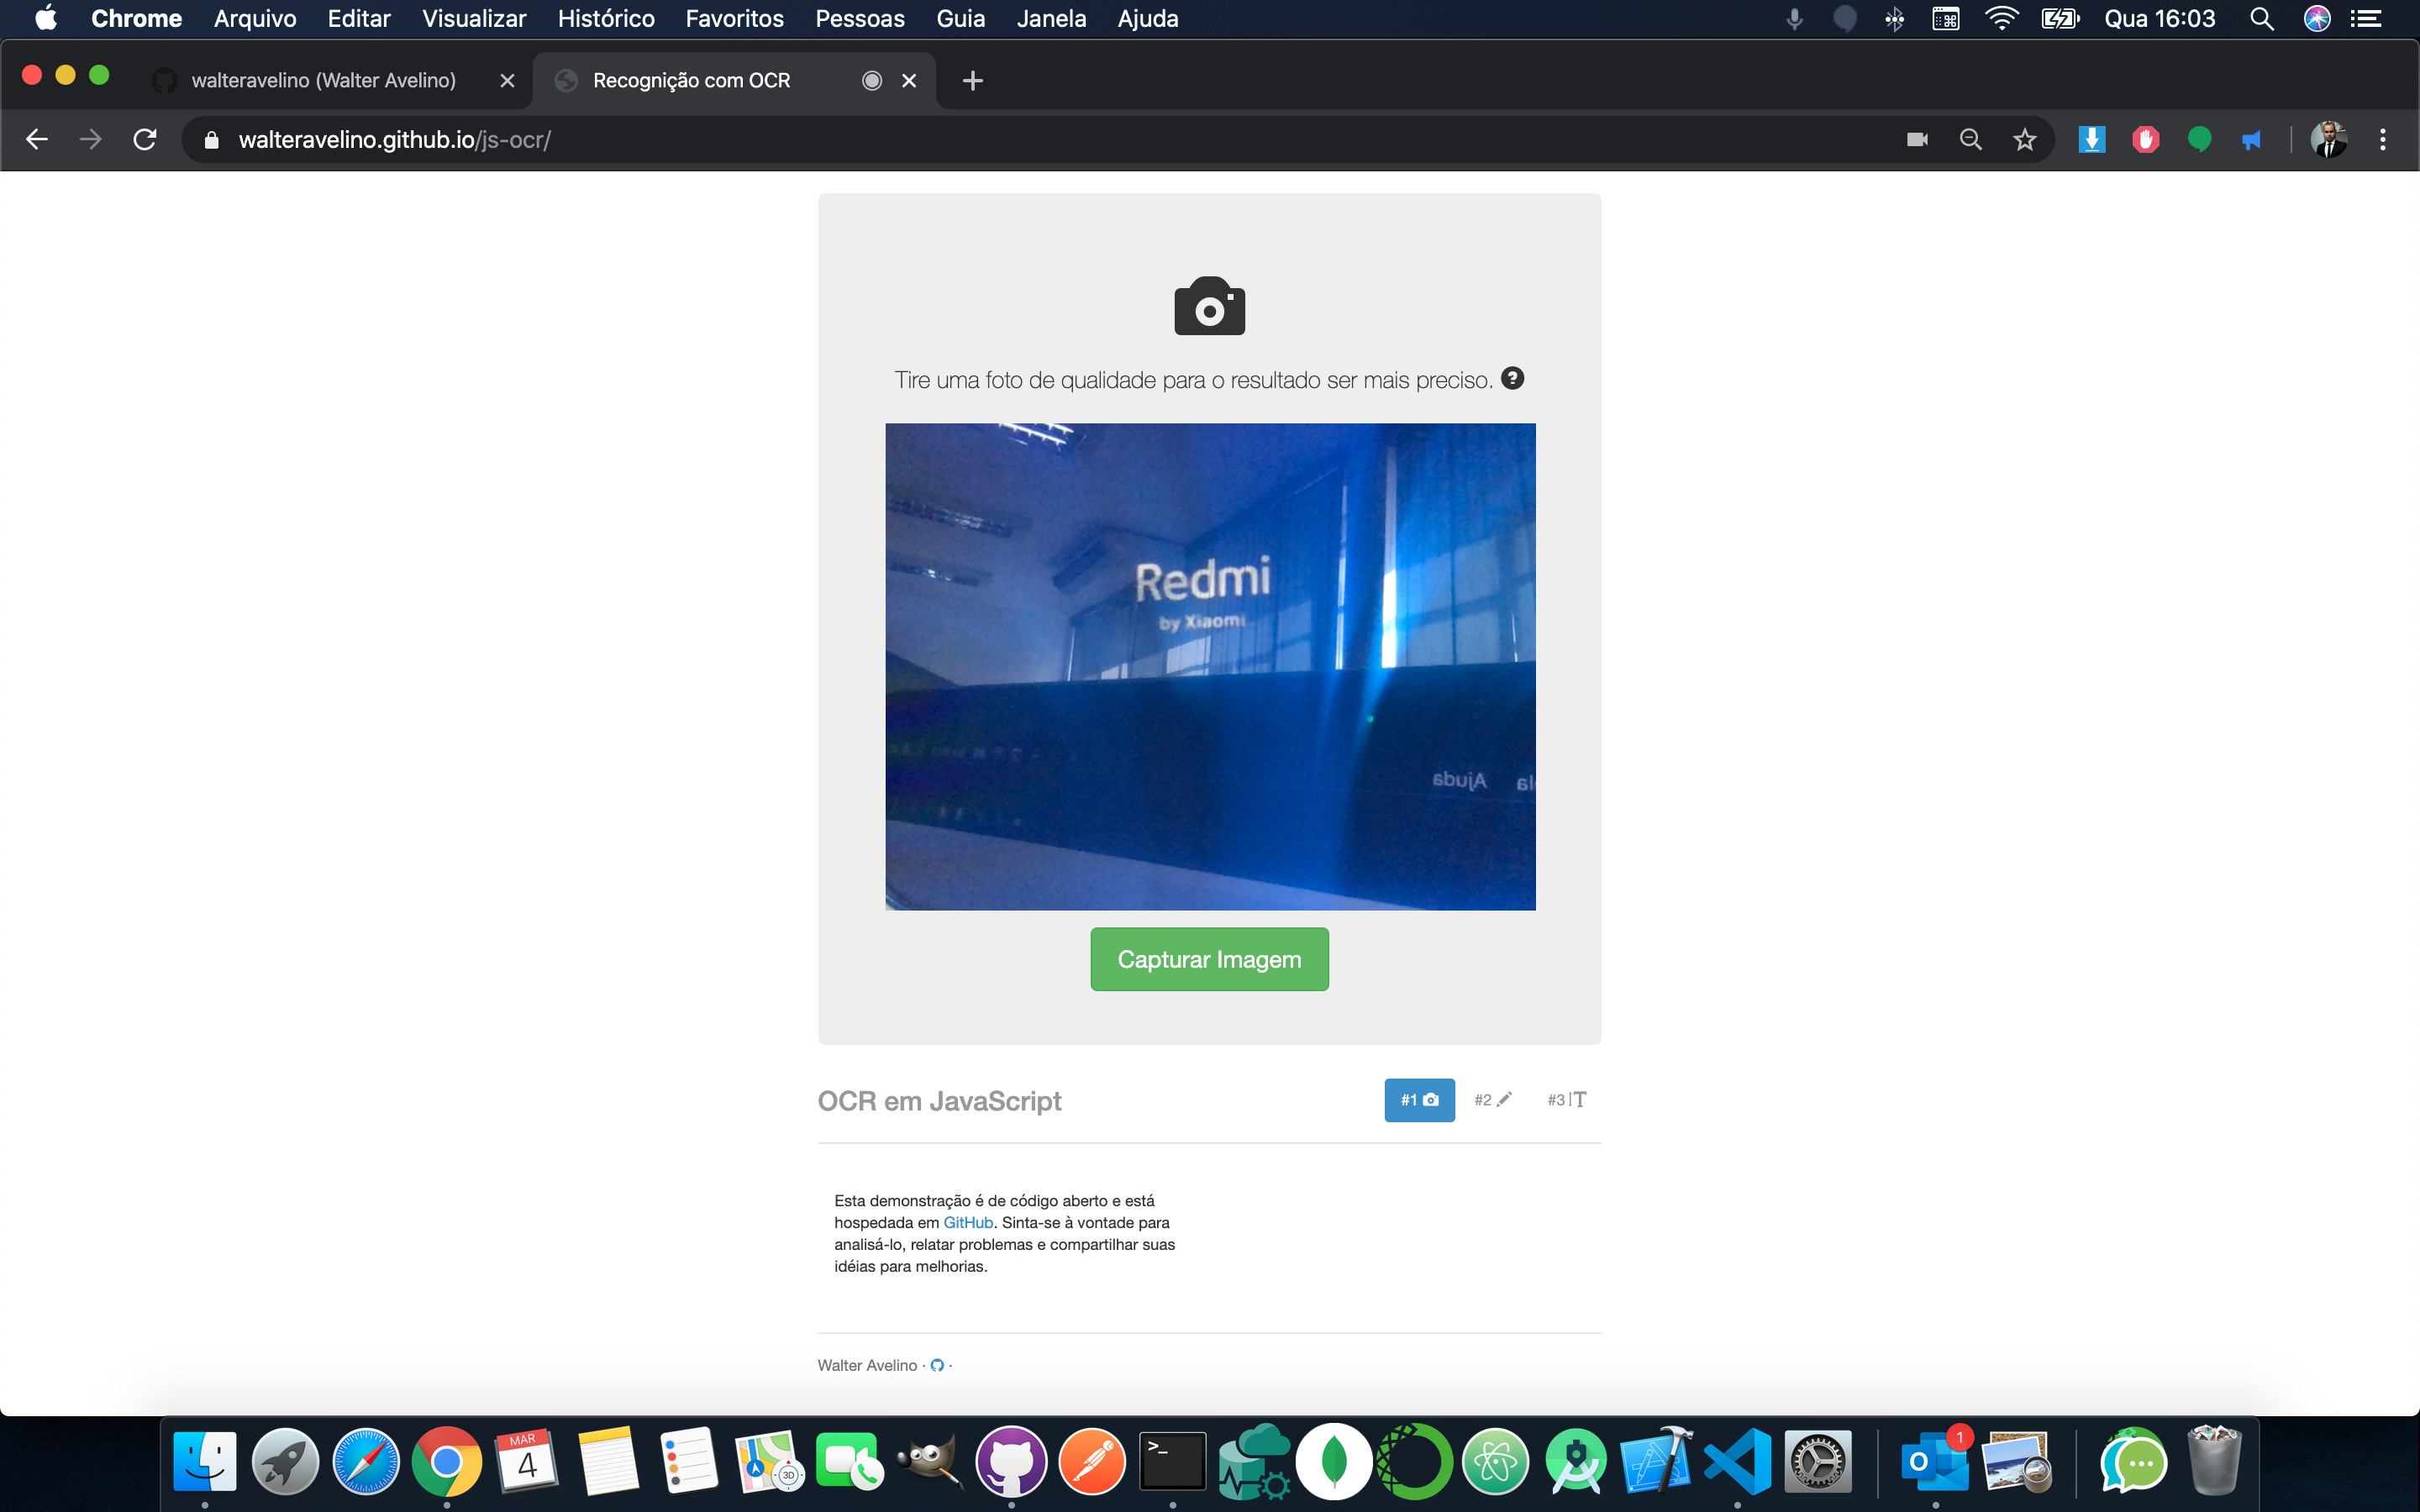 Chrome Arquivo Editar Visualizar Histórico Favoritos Pessoas Guia Janela Ajuda Qua 16:03
walteravelino (Walter Avelino) Recognição com OCR
walteravelino.github.io/js-ocr/
Tire uma foto de qualidade para o resultado ser mais preciso.
Redmi
by Xiaomi
Ajuda
Capturar Imagem
OCR em JavaScript #1 #2 #3 T
Esta demonstração é de código aberto e está
hospedada em GitHub. Sinta-se à vontade para
analisá-lo, relatar problemas e compartilhar suas
idéias para melhorias.
Walter Avelino · ·
MAR
4
3D
>_
O
1